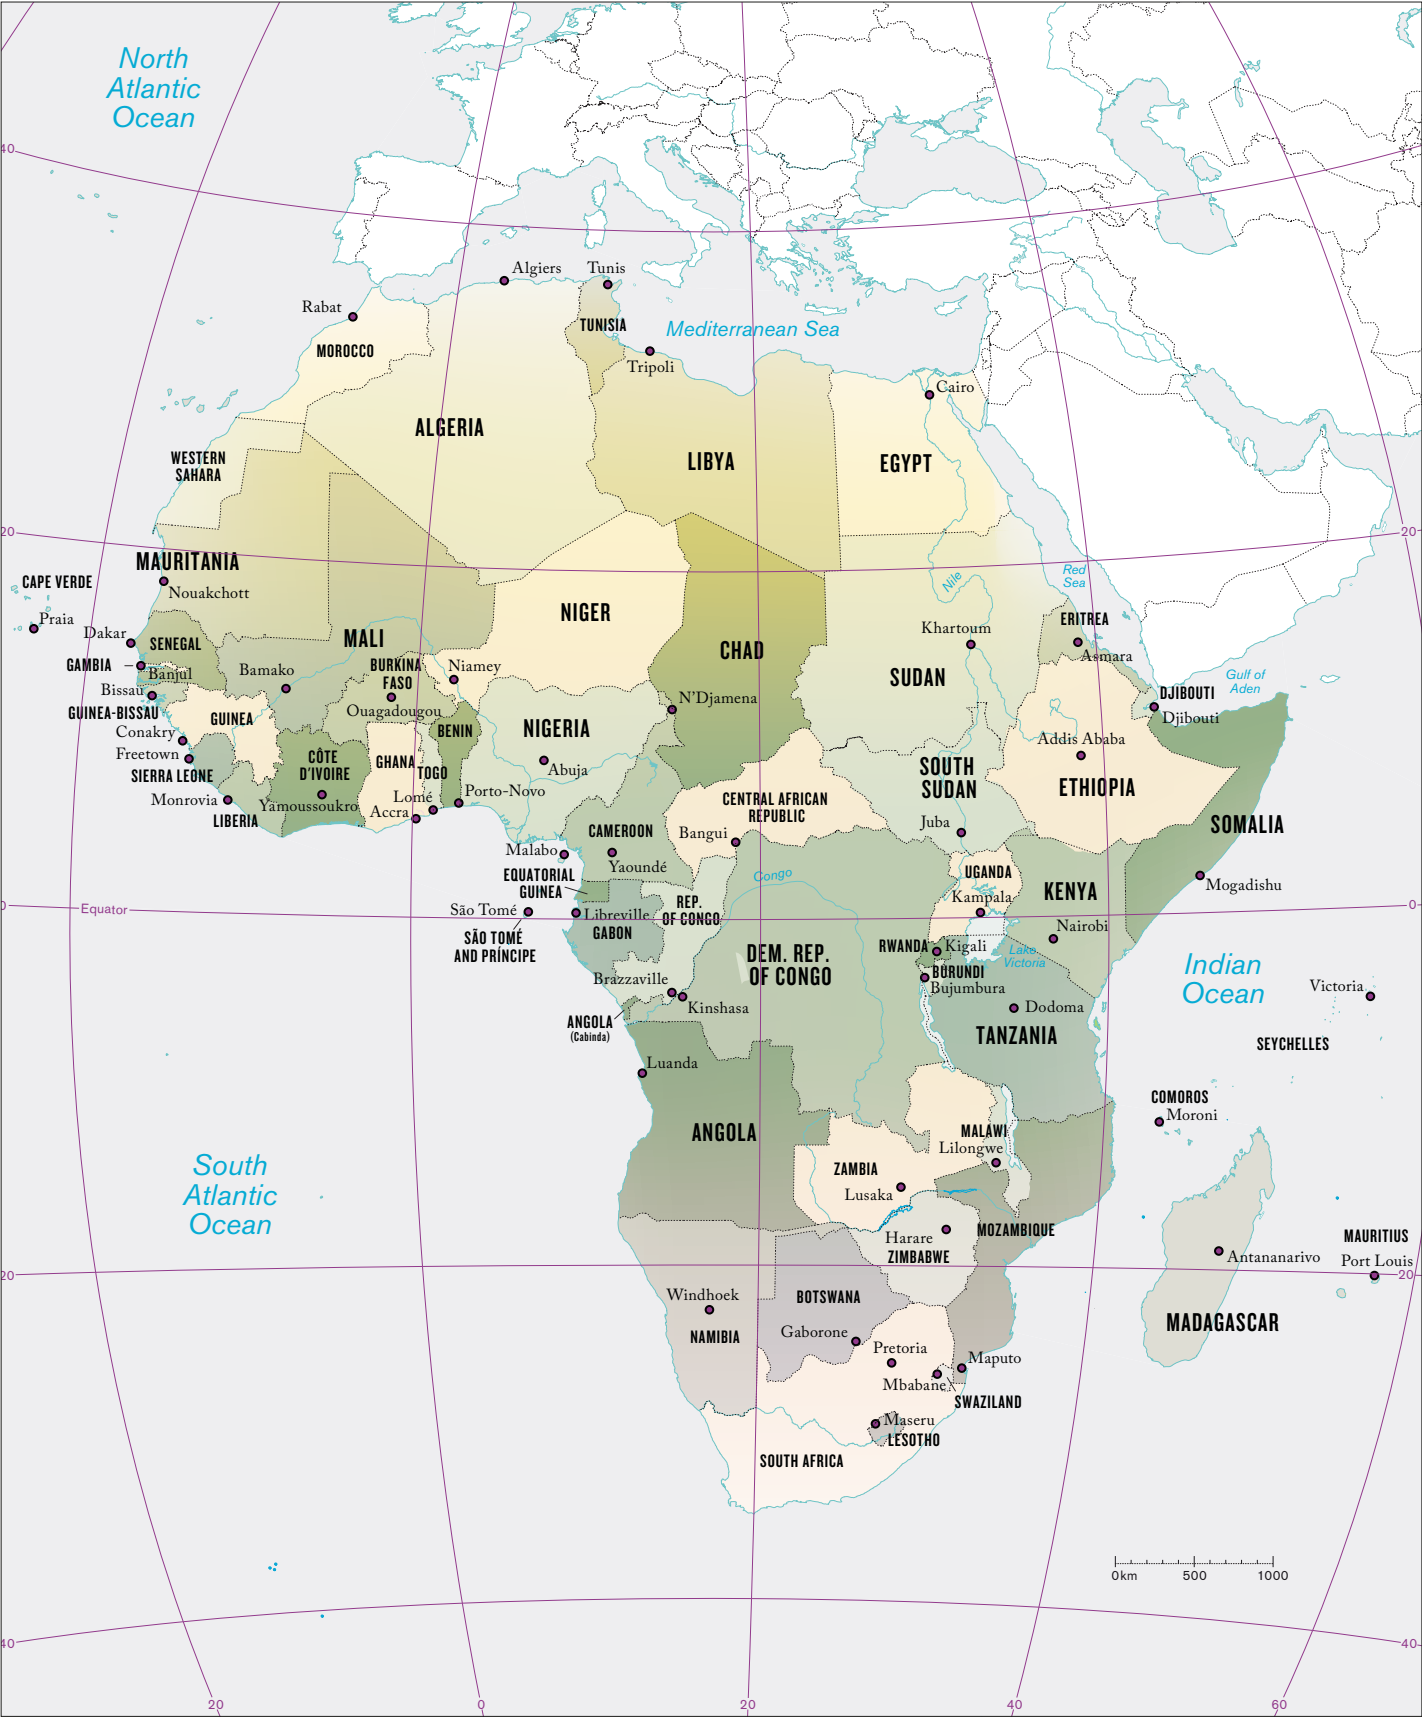 North
Atlantic
Ocean
40
40
Algiers
Tunis
Rabat
TUNISIA
Mediterranean Sea
MOROCCO
Tripoli
Cairo
ALGERIA
LIBYA
EGYPT
WESTERN
SAHARA
20
20
MAURITANIA
Red
Sea
Nile
CAPE VERDE
Nouakchott
NIGER
Praia
ERITREA
Dakar
Khartoum
MALI
SENEGAL
CHAD
Asmara
GAMBIA
BURKINA
FASO
Niamey
Banjul
Bamako
SUDAN
Gulf of
Aden
Bissau
N'Djamena
DJIBOUTI
GUINEA-BISSAU
Ouagadougou
GUINEA
Djibouti
Conakry
BENIN
NIGERIA
Addis Ababa
Freetown
CÔTE
D'IVOIRE
GHANA
TOGO
Abuja
SOUTH
SUDAN
ETHIOPIA
SIERRA LEONE
Monrovia
Yamoussoukro
Lomé
Porto-Novo
CENTRAL AFRICAN
REPUBLIC
Accra
LIBERIA
Juba
SOMALIA
CAMEROON
Bangui
Malabo
Yaoundé
UGANDA
EQUATORIAL
GUINEA
Congo
Mogadishu
KENYA
Kampala
0
Equator
São Tomé
Libreville
REP.
OF CONGO
0
GABON
Nairobi
SÃO TOMÉ
AND PRÍNCIPE
RWANDA
Kigali
Lake
Victoria
DEM. REP.
OF CONGO
Indian
Ocean
BURUNDI
Brazzaville
Bujumbura
Victoria
Kinshasa
Dodoma
ANGOLA
(Cabinda)
TANZANIA
SEYCHELLES
Luanda
COMOROS
Moroni
ANGOLA
MALAWI
Lilongwe
South
Atlantic
Ocean
ZAMBIA
Lusaka
MOZAMBIQUE
Harare
MAURITIUS
ZIMBABWE
Antananarivo
Port Louis
20
20
Windhoek
BOTSWANA
MADAGASCAR
Gaborone
NAMIBIA
Pretoria
Maputo
Mbabane
SWAZILAND
Maseru
LESOTHO
SOUTH AFRICA
0km
500
1000
40
40
20
0
20
40
60